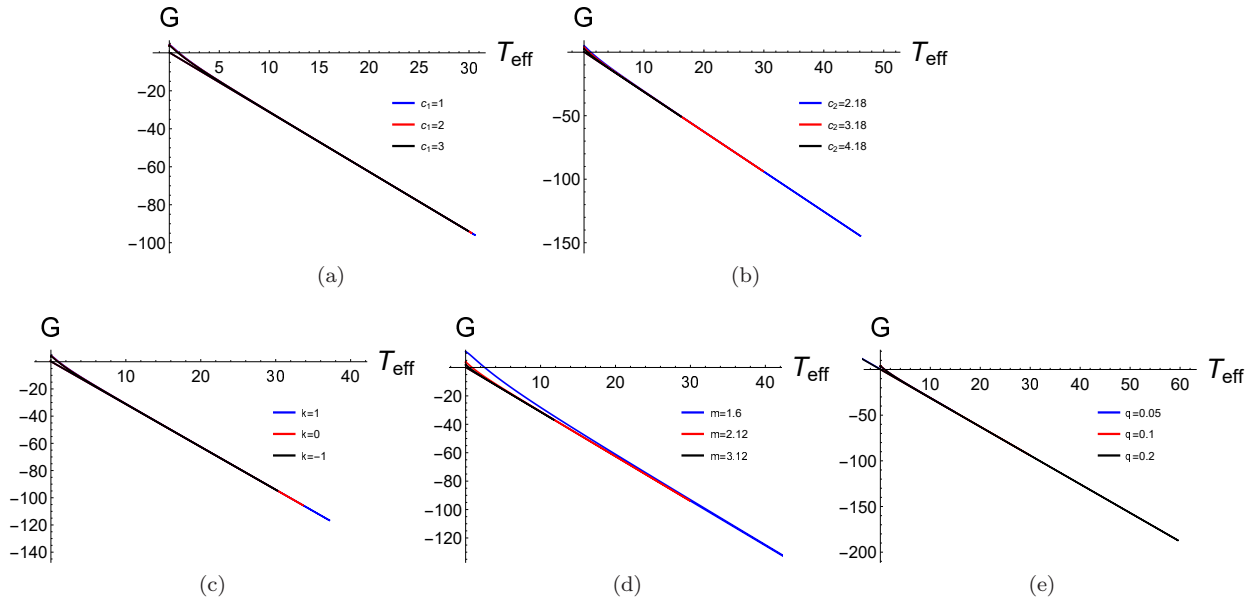 G
T_eff
5 10 15 20 25 30
−20
−40
−60
−80
−100
c₁=1
c₁=2
c₁=3
(a)
G
T_eff
10 20 30 40 50
−50
−100
−150
c₂=2.18
c₂=3.18
c₂=4.18
(b)
G
T_eff
10 20 30 40
−20
−40
−60
−80
−100
−120
−140
k=1
k=0
k=−1
(c)
G
T_eff
10 20 30 40
−20
−40
−60
−80
−100
−120
m=1.6
m=2.12
m=3.12
(d)
G
T_eff
10 20 30 40 50 60
−50
−100
−150
−200
q=0.05
q=0.1
q=0.2
(e)